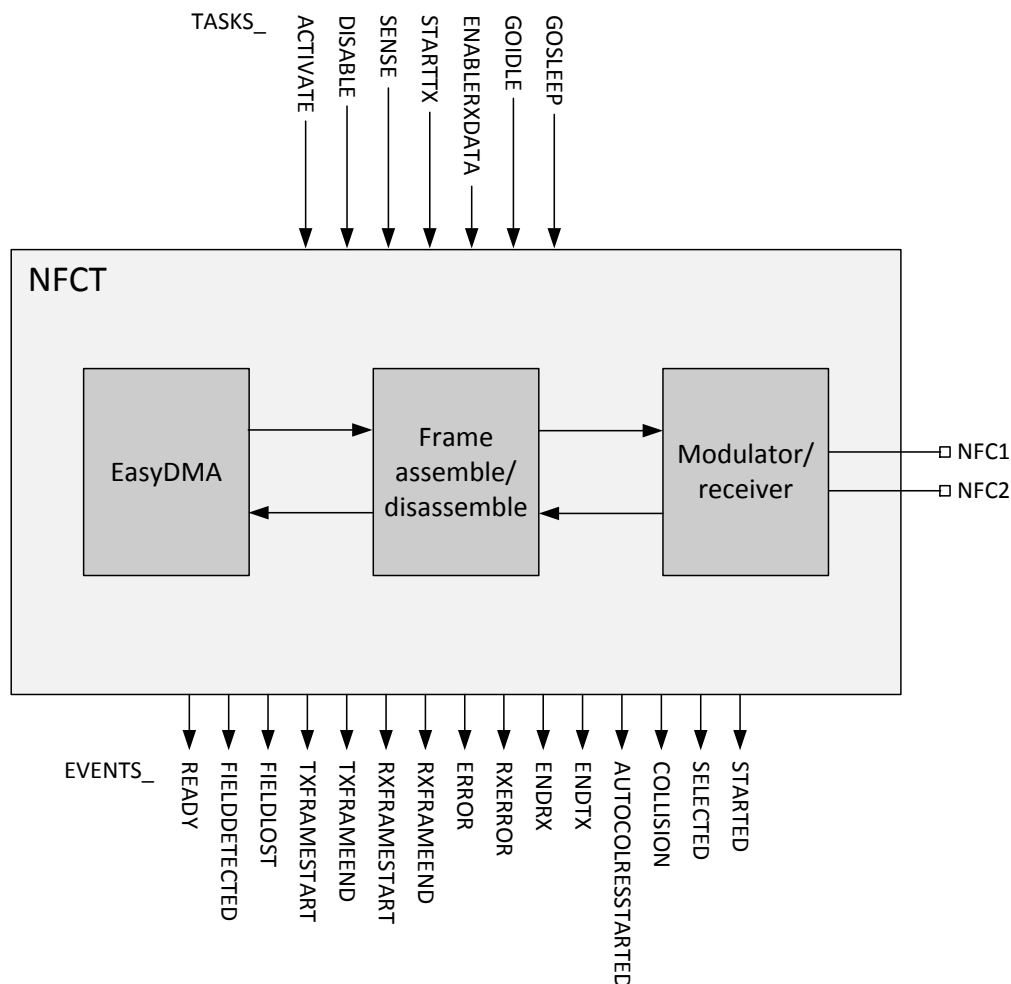 TASKS_
ACTIVATE
DISABLE
SENSE
STARTTX
ENABLERXDATA
GOIDLE
GOSLEEP
NFCT
EasyDMA
Frame
assemble/
disassemble
Modulator/
receiver
NFC1
NFC2
EVENTS_
READY
FIELDDETECTED
FIELDLOST
TXFRAMESTART
TXFRAMEEND
RXFRAMESTART
RXFRAMEEND
ERROR
RXERROR
ENDRX
ENDTX
AUTOCOLRESSTARTED
COLLISION
SELECTED
STARTED